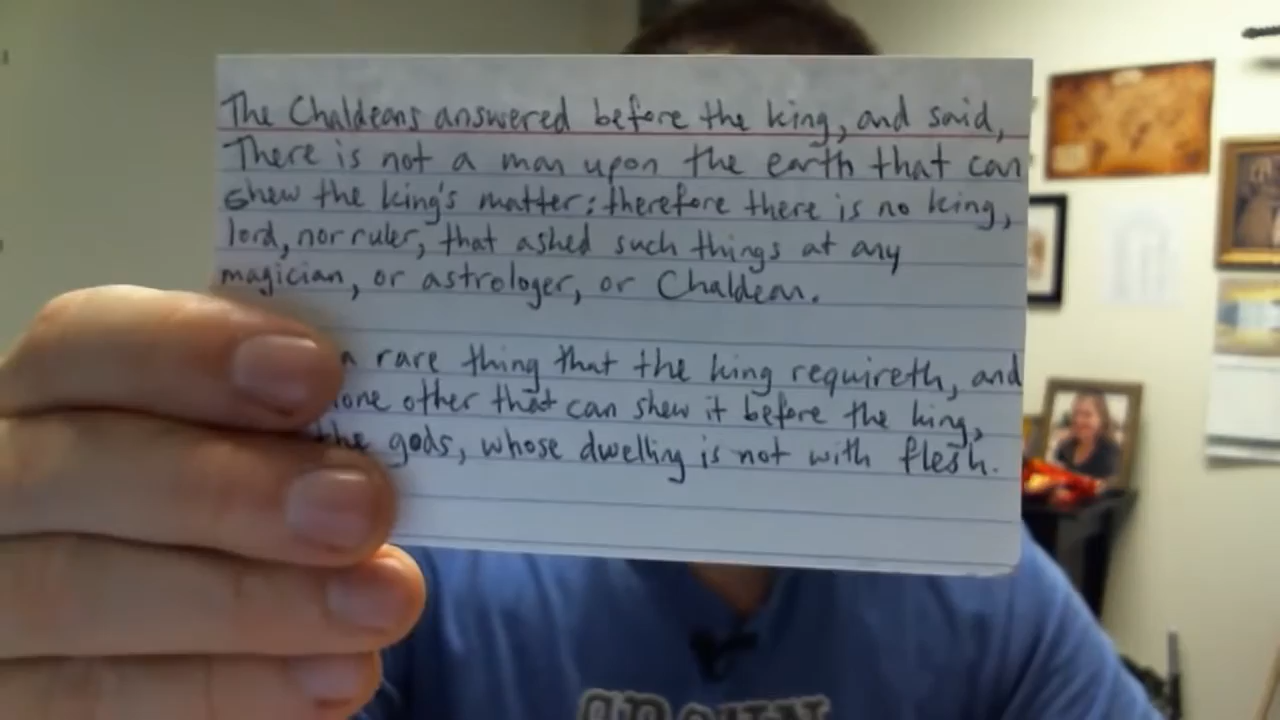 The Chaldeans answered before the king, and said,
There is not a man upon the earth that can
shew the king's matter: therefore there is no king,
lord, nor ruler, that asked such things at any
magician, or astrologer, or Chaldean.
a rare thing that the king requireth, and
other that can shew it before the king,
the gods, whose dwelling is not with flesh.